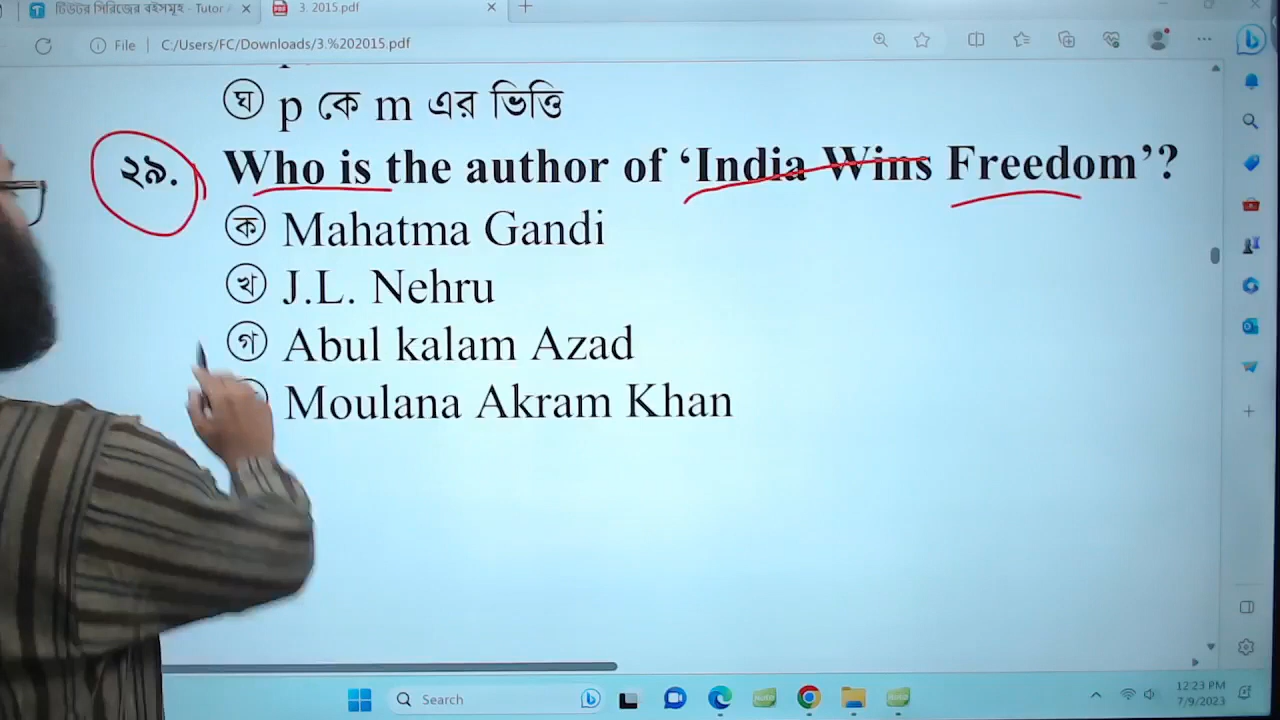 টিউটর সিরিজের বইসমূহ - Tutor
3. 2015.pdf
File C:/Users/FC/Downloads/3.%202015.pdf
ঘ p কে m এর ভিত্তি
২৯. Who is the author of ‘India Wins Freedom’?
ক Mahatma Gandi
খ J.L. Nehru
গ Abul kalam Azad
Moulana Akram Khan
Search
12:23 PM
7/9/2023